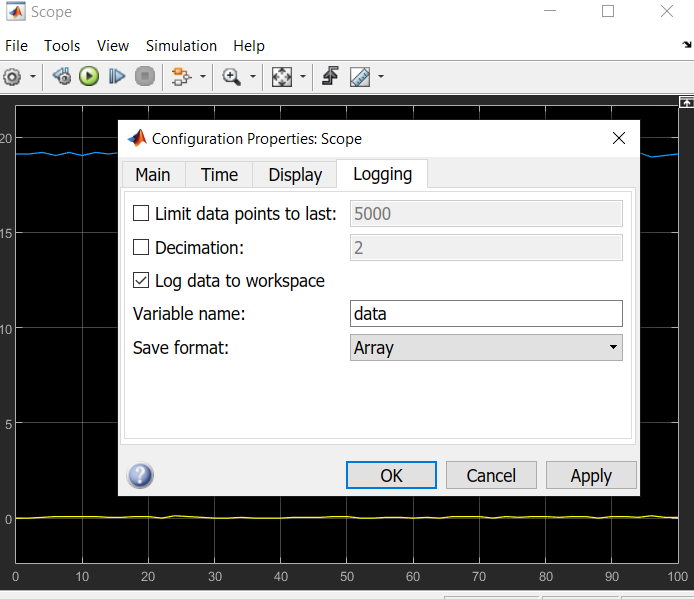 Scope
File Tools View Simulation Help
Configuration Properties: Scope
Main Time Display Logging
Limit data points to last: 5000
Decimation: 2
Log data to workspace
Variable name: data
Save format: Array
? OK Cancel Apply
20
15
10
5
0
0 10 20 30 40 50 60 70 80 90 100